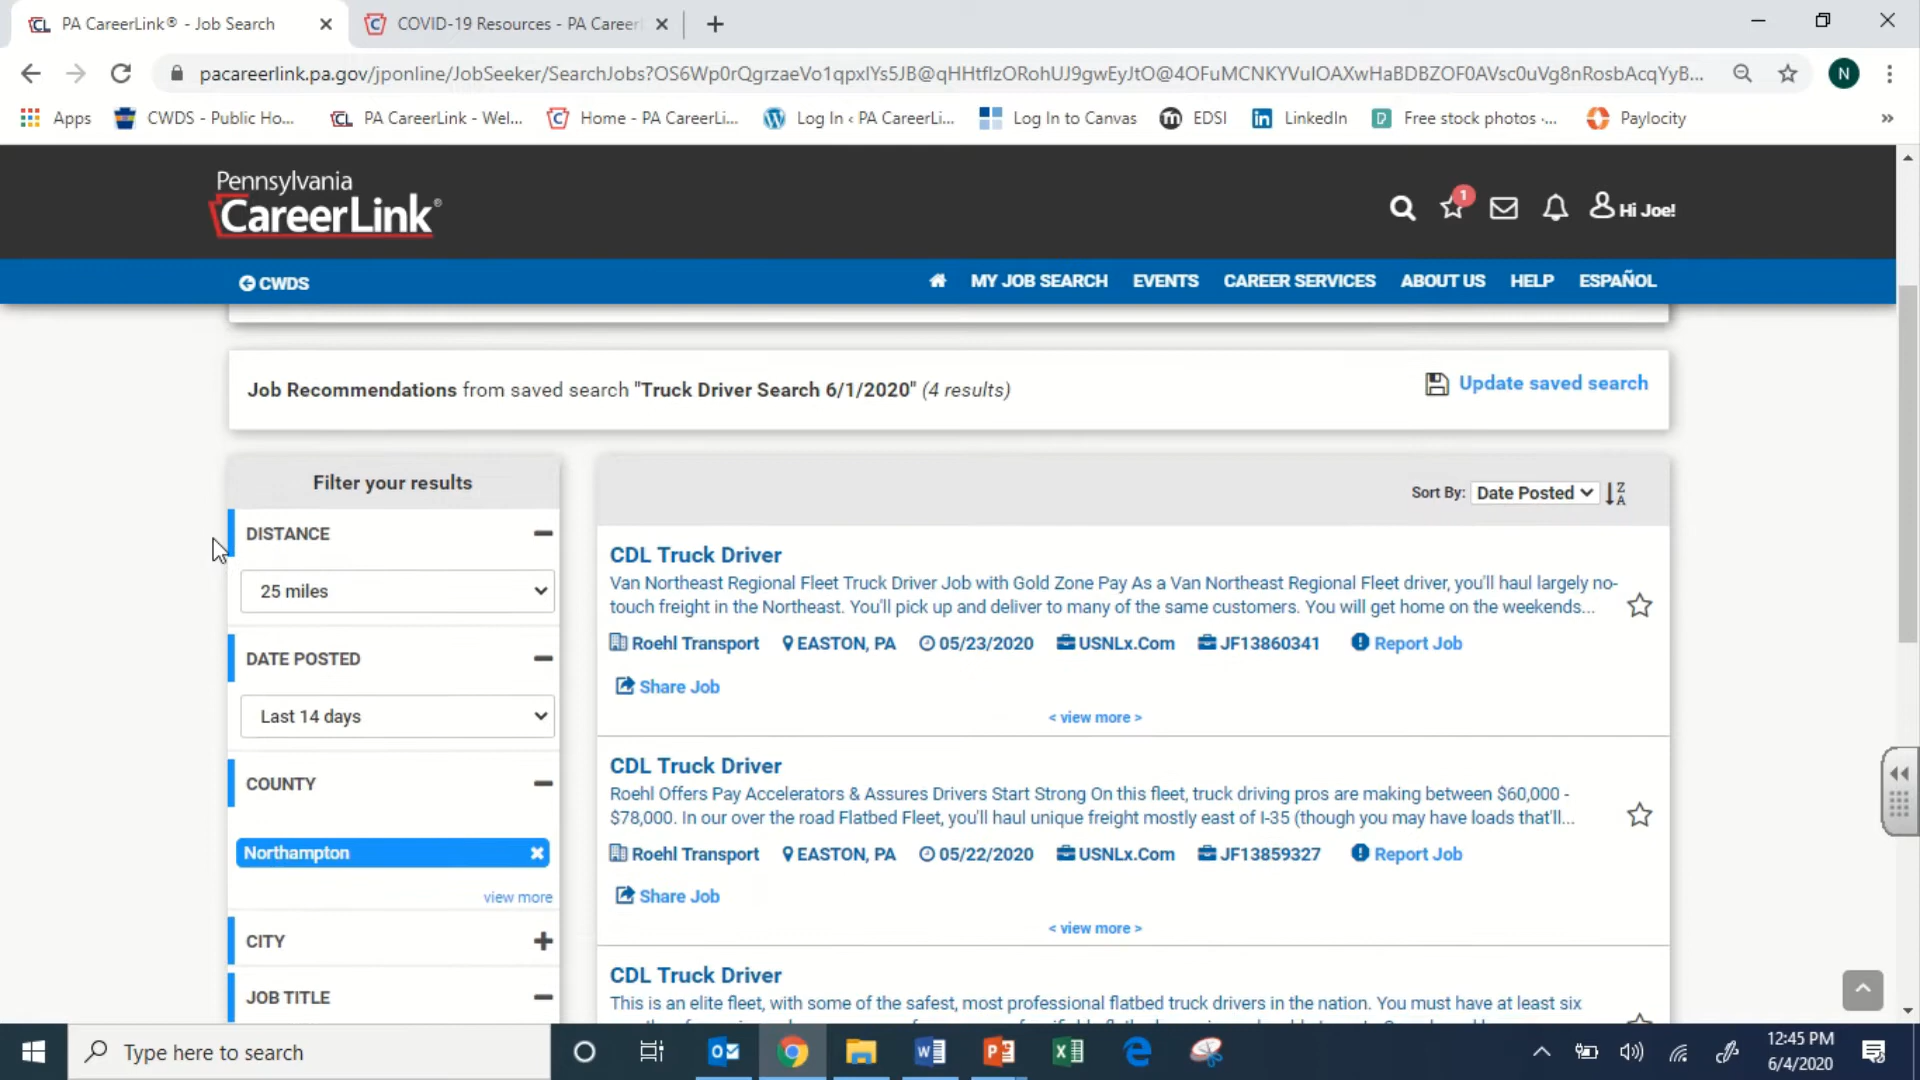 PA CareerLink® - Job Search
COVID-19 Resources - PA Career
pacareerlink.pa.gov/jponline/JobSeeker/SearchJobs?
N
Apps
CWDS - Public Ho...
PA CareerLink - Wel...
Home - PA CareerLi...
Log In ‹ PA CareerLi...
Log In to Canvas
EDSI
LinkedIn
Free stock photos ·...
Paylocity
»
Pennsylvania
CareerLink®
1
Hi Joe!
CWDS
MY JOB SEARCH
EVENTS
CAREER SERVICES
ABOUT US
HELP
ESPAÑOL
Job Recommendations from saved search "Truck Driver Search 6/1/2020" (4 results)
Update saved search
Filter your results
DISTANCE
25 miles
DATE POSTED
Last 14 days
COUNTY
Northampton
view more
CITY
JOB TITLE
Sort By: Date Posted
CDL Truck Driver
Van Northeast Regional Fleet Truck Driver Job with Gold Zone Pay As a Van Northeast Regional Fleet driver, you'll haul largely no-
touch freight in the Northeast. You'll pick up and deliver to many of the same customers. You will get home on the weekends...
Roehl Transport EASTON, PA 05/23/2020 USNLx.Com JF13860341 Report Job
Share Job
< view more >
CDL Truck Driver
Roehl Offers Pay Accelerators & Assures Drivers Start Strong On this fleet, truck driving pros are making between $60,000 -
$78,000. In our over the road Flatbed Fleet, you'll haul unique freight mostly east of I-35 (though you may have loads that'll...
Roehl Transport EASTON, PA 05/22/2020 USNLx.Com JF13859327 Report Job
Share Job
< view more >
CDL Truck Driver
This is an elite fleet, with some of the safest, most professional flatbed truck drivers in the nation. You must have at least six
Type here to search
12:45 PM
6/4/2020